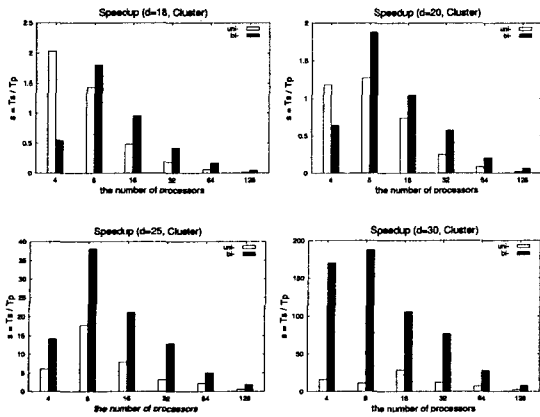 Speedup (d=18, Cluster)
uni-
bi-
2.5
2
1.5
1
0.5
0
s = Ts / Tp
4 8 16 32 64 128
the number of processors
Speedup (d=20, Cluster)
uni-
bi-
2
1.5
1
0.5
0
s = Ts / Tp
4 8 16 32 64 128
the number of processors
Speedup (d=25, Cluster)
uni-
bi-
40
35
30
25
20
15
10
5
0
s = Ts / Tp
4 8 16 32 64 128
the number of processors
Speedup (d=30, Cluster)
uni-
bi-
200
150
100
50
0
s = Ts / Tp
4 8 16 32 64 128
the number of processors